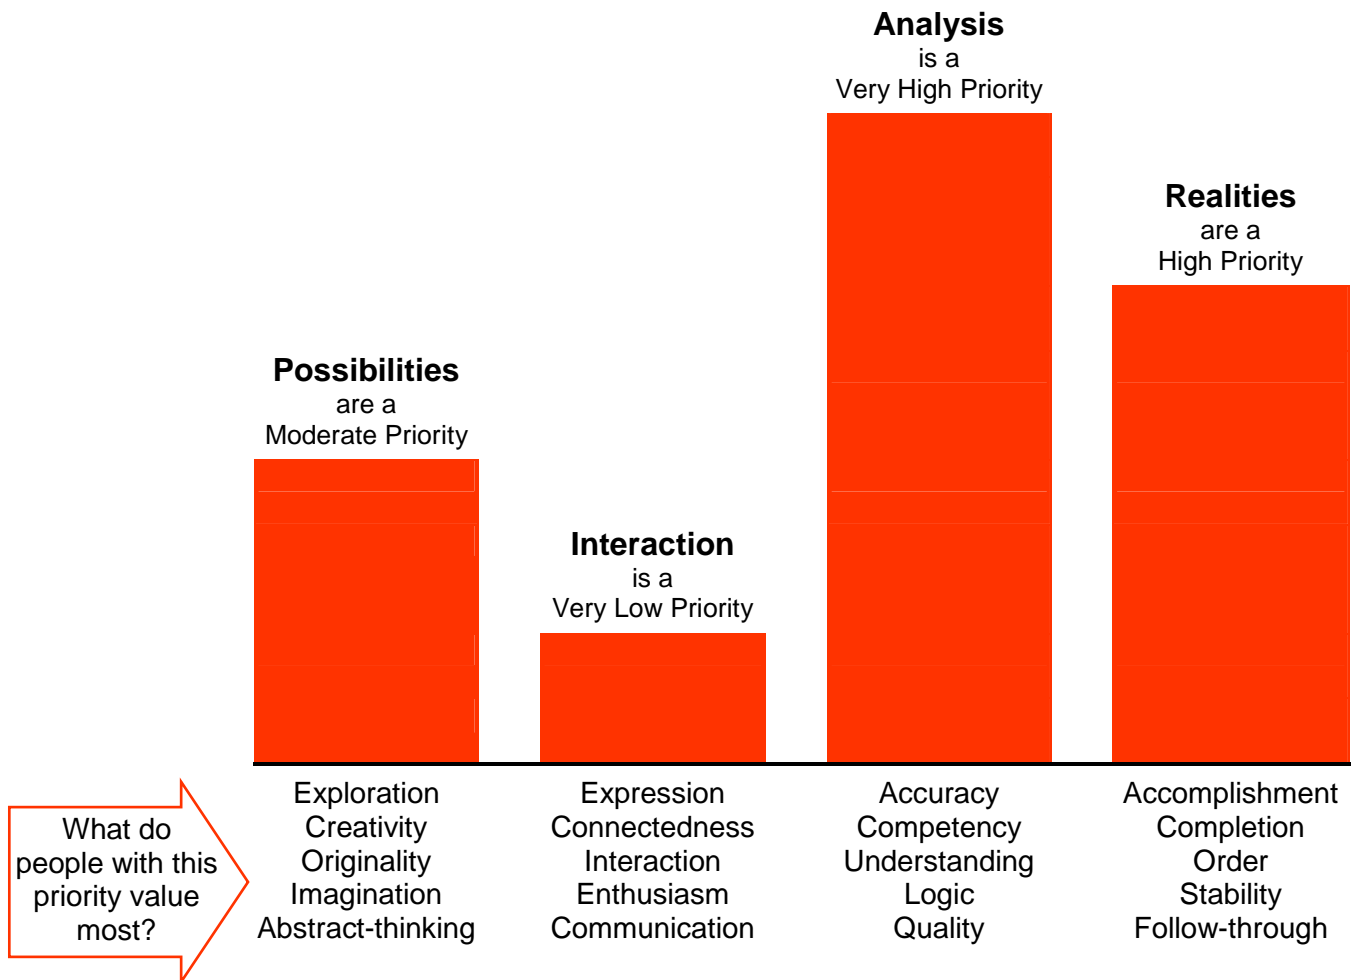 Analysis
is a
Very High Priority
Realities
are a
High Priority
Possibilities
are a
Moderate Priority
Interaction
is a
Very Low Priority
What do
people with this
priority value
most?
Exploration
Creativity
Originality
Imagination
Abstract-thinking
Expression
Connectedness
Interaction
Enthusiasm
Communication
Accuracy
Competency
Understanding
Logic
Quality
Accomplishment
Completion
Order
Stability
Follow-through